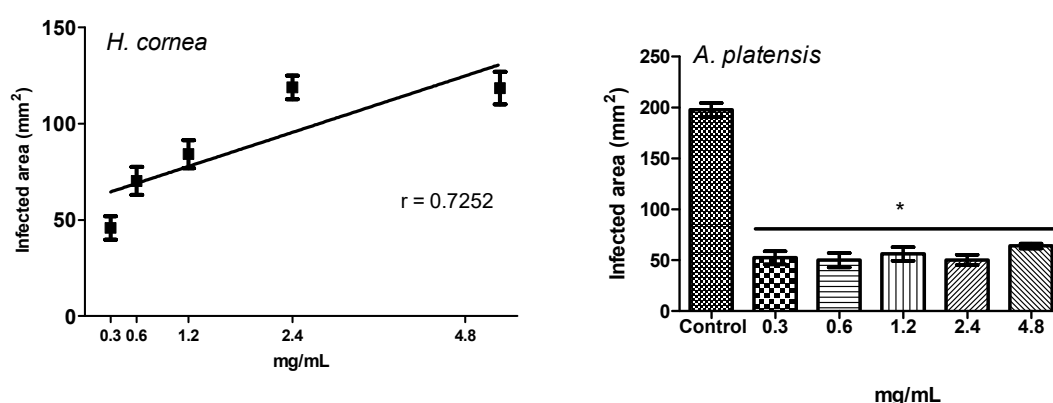 H. cornea
Infected area (mm²)
150
100
50
0
r = 0.7252
0.3 0.6 1.2 2.4 4.8
mg/mL
A. platensis
Infected area (mm²)
250
200
150
100
50
0
*
Control 0.3 0.6 1.2 2.4 4.8
mg/mL